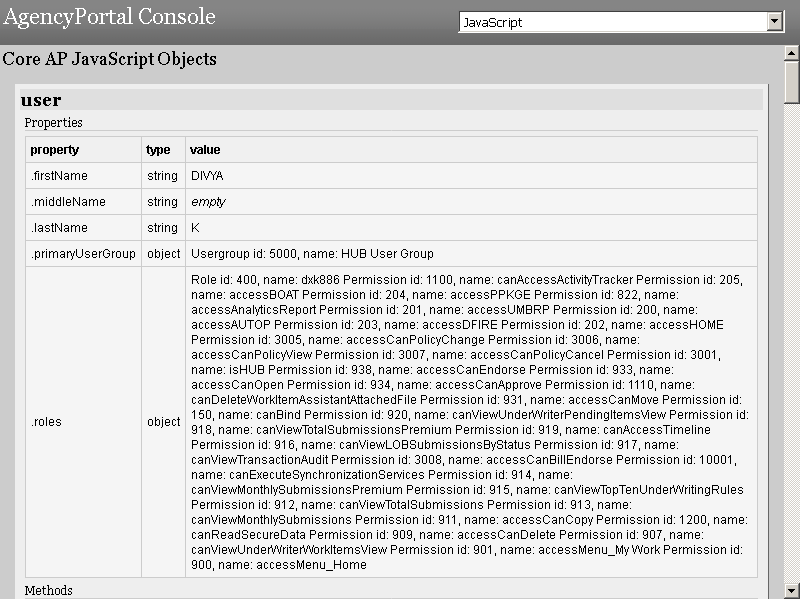 AgencyPortal Console
JavaScript
Core AP JavaScript Objects
user
Properties
property type value
.firstName string DIVYA
.middleName string empty
.lastName string K
.primaryUserGroup object Usergroup id: 5000, name: HUB User Group
.roles object
Role id: 400, name: dxk886 Permission id: 1100, name: canAccessActivityTracker Permission id: 205,
name: accessBOAT Permission id: 204, name: accessPPKGE Permission id: 822, name:
accessAnalyticsReport Permission id: 201, name: accessUMBRP Permission id: 200, name:
accessAUTOP Permission id: 203, name: accessDFIRE Permission id: 202, name: accessHOME
Permission id: 3005, name: accessCanPolicyChange Permission id: 3006, name:
accessCanPolicyView Permission id: 3007, name: accessCanPolicyCancel Permission id: 3001,
name: isHUB Permission id: 938, name: accessCanEndorse Permission id: 933, name:
accessCanOpen Permission id: 934, name: accessCanApprove Permission id: 1110, name:
canDeleteWorkItemAssistantAttachedFile Permission id: 931, name: accessCanMove Permission id:
150, name: canBind Permission id: 920, name: canViewUnderWriterPendingItemsView Permission id:
918, name: canViewTotalSubmissionsPremium Permission id: 919, name: canAccessTimeline
Permission id: 916, name: canViewLOBSubmissionsByStatus Permission id: 917, name:
canViewTransactionAudit Permission id: 3008, name: accessCanBillEndorse Permission id: 10001,
name: canExecuteSynchronizationServices Permission id: 914, name:
canViewMonthlySubmissionsPremium Permission id: 915, name: canViewTopTenUnderWritingRules
Permission id: 912, name: canViewTotalSubmissions Permission id: 913, name:
canViewMonthlySubmissions Permission id: 911, name: accessCanCopy Permission id: 1200, name:
canReadSecureData Permission id: 909, name: accessCanDelete Permission id: 907, name:
canViewUnderWriterWorkItemsView Permission id: 901, name: accessMenu_My Work Permission id:
900, name: accessMenu_Home
Methods